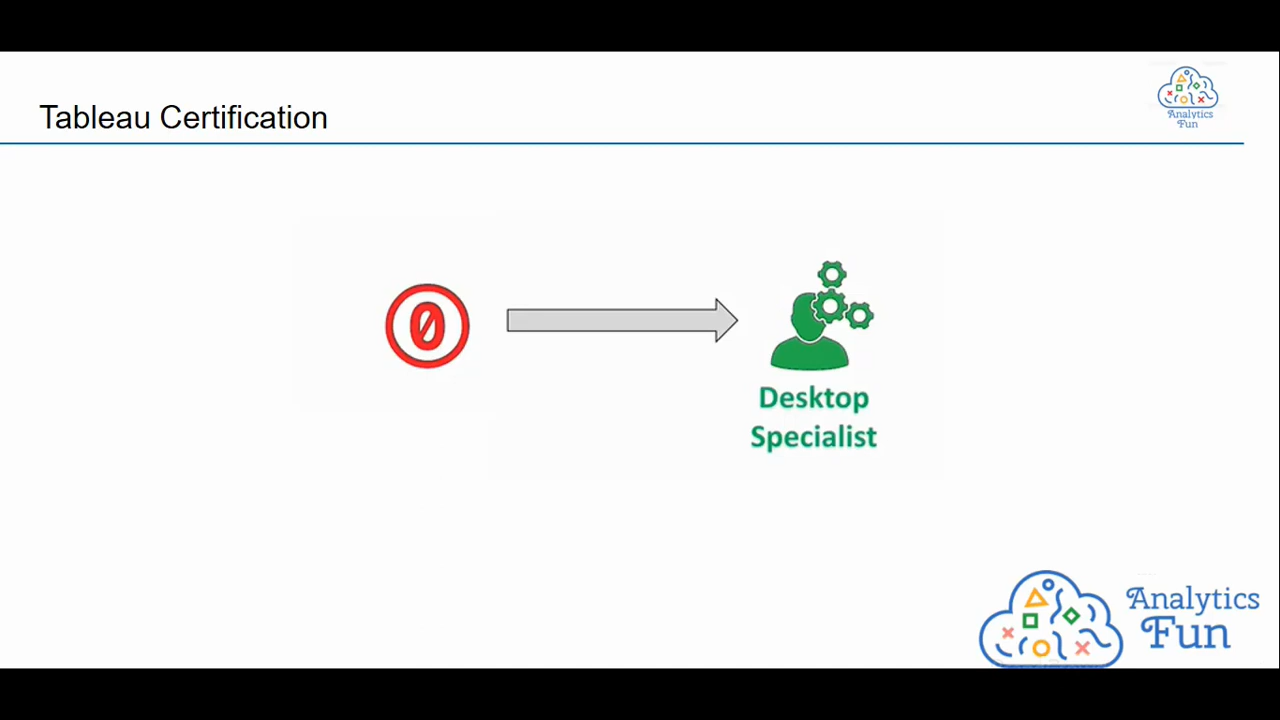 Tableau Certification
Analytics
Fun
0
Desktop
Specialist
Analytics
Fun